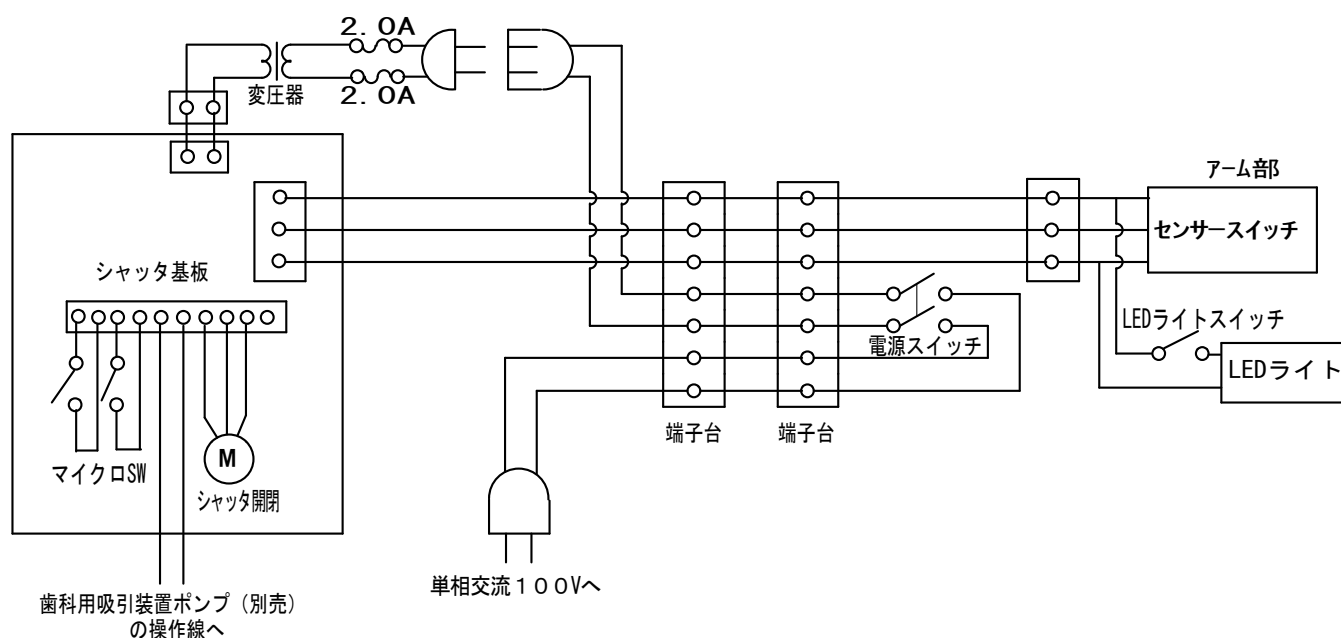 2.0A
2.0A
変圧器
アーム部
センサースイッチ
シャッタ基板
LEDライトスイッチ
電源スイッチ
LEDライト
端子台
端子台
M
マイクロSW
シャッタ開閉
単相交流100Vへ
歯科用吸引装置ポンプ(別売)
の操作線へ